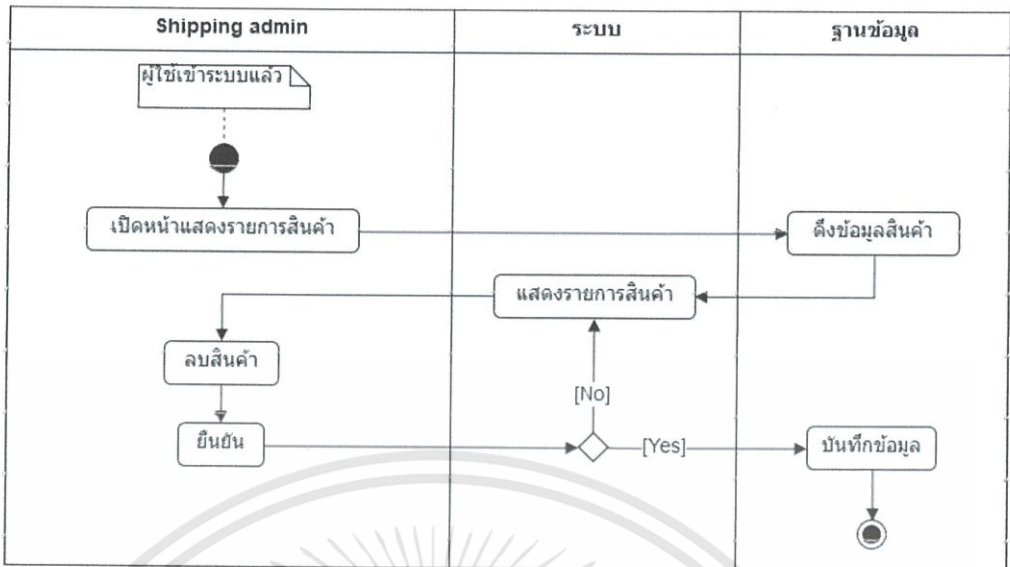 Shipping admin
ระบบ
ฐานข้อมูล
ผู้ใช้เข้าระบบแล้ว
เปิดหน้าแสดงรายการสินค้า
ดึงข้อมูลสินค้า
แสดงรายการสินค้า
ลบสินค้า
[No]
ยืนยัน
[Yes]
บันทึกข้อมูล